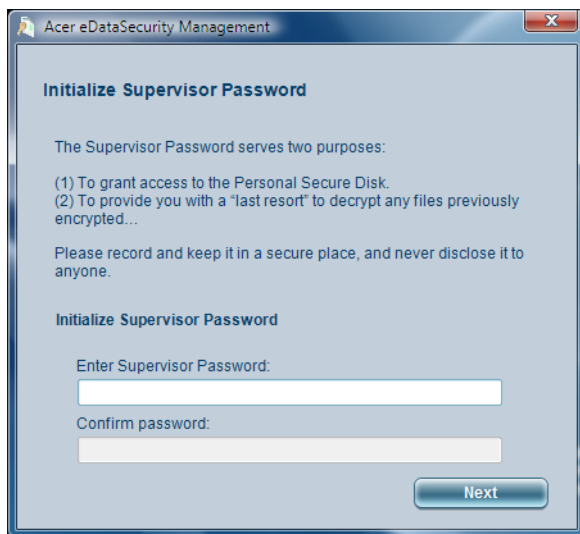 Acer eDataSecurity Management
Initialize Supervisor Password
The Supervisor Password serves two purposes:
(1) To grant access to the Personal Secure Disk.
(2) To provide you with a “last resort” to decrypt any files previously
encrypted...
Please record and keep it in a secure place, and never disclose it to
anyone.
Initialize Supervisor Password
Enter Supervisor Password:
Confirm password:
Next